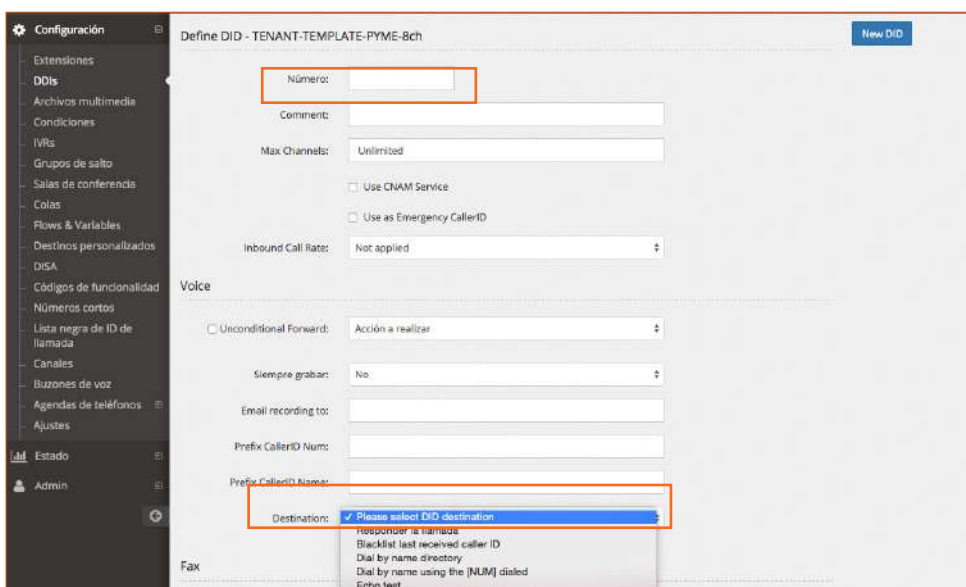 Configuración
Extensiones
DDIs
Archivos multimedia
Condiciones
IVRs
Grupos de salto
Salas de conferencia
Colas
Flows & Variables
Destinos personalizados
DISA
Códigos de funcionalidad
Números cortos
Lista negra de ID de
llamada
Canales
Buzones de voz
Agendas de teléfonos
Ajustes
Estado
Admin
Define DID - TENANT-TEMPLATE-PYME-8ch
New DID
Número:
Comment:
Max Channels: Unlimited
Use CNAM Service
Use as Emergency CallerID
Inbound Call Rate: Not applied
Voice
Unconditional Forward: Acción a realizar
Siempre grabar: No
Email recording to:
Prefix CallerID Num:
Prefix CallerID Name:
Destination: ✓ Please select DID destination
Responder la llamada
Blacklist last received caller ID
Dial by name directory
Dial by name using the [NUM] dialed
Echo test
Fax